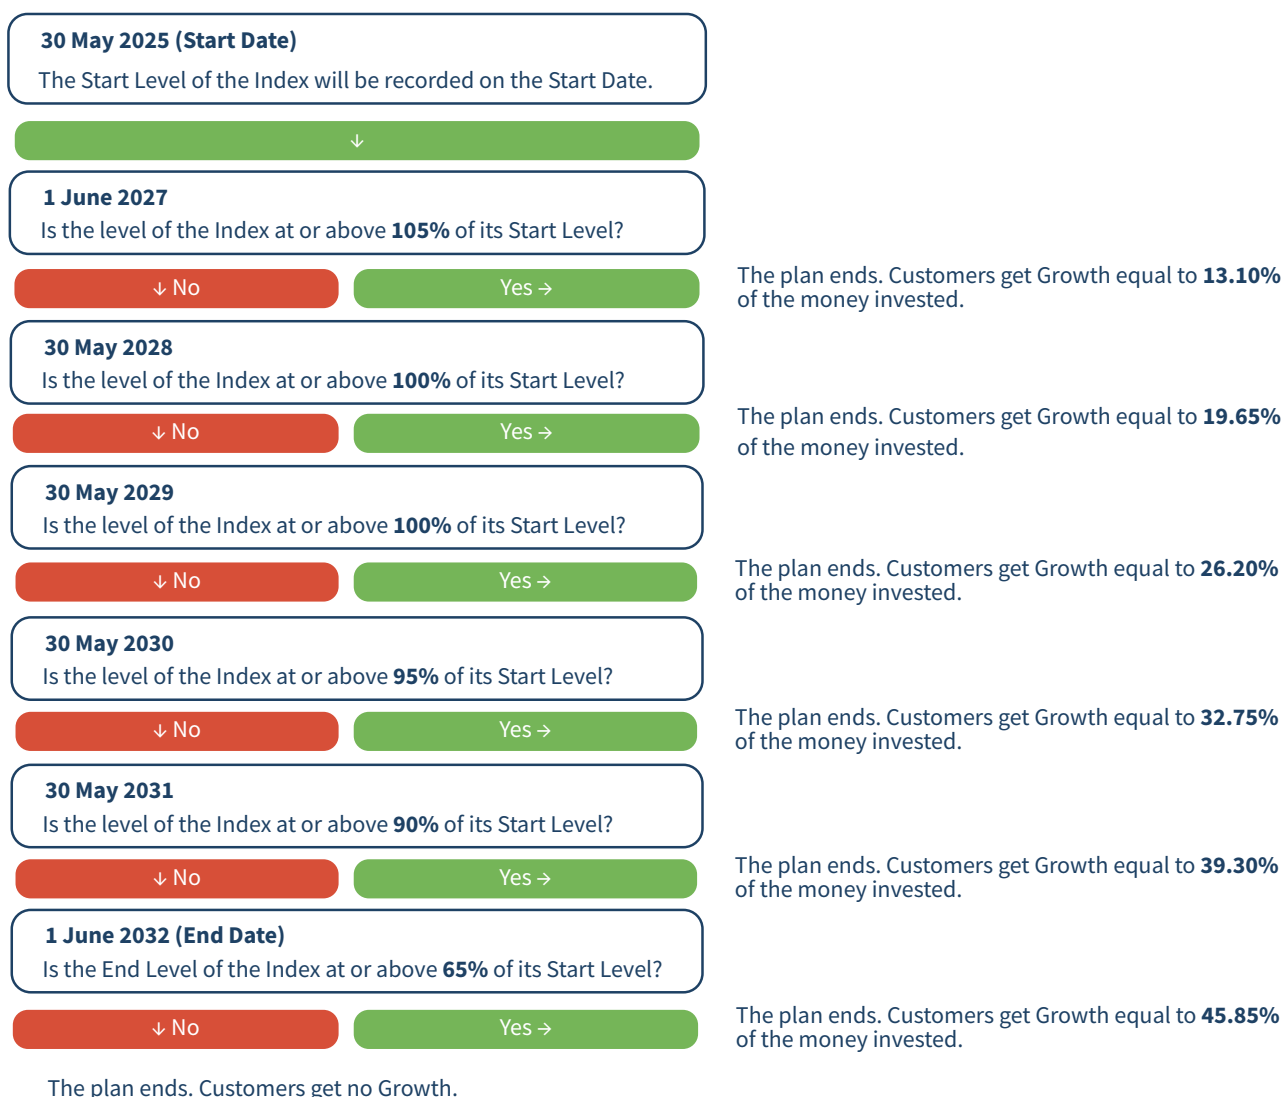 30 May 2025 (Start Date)
The Start Level of the Index will be recorded on the Start Date.
↓
1 June 2027
Is the level of the Index at or above 105% of its Start Level?
↓ No
Yes →
The plan ends. Customers get Growth equal to 13.10%
of the money invested.
30 May 2028
Is the level of the Index at or above 100% of its Start Level?
↓ No
Yes →
The plan ends. Customers get Growth equal to 19.65%
of the money invested.
30 May 2029
Is the level of the Index at or above 100% of its Start Level?
↓ No
Yes →
The plan ends. Customers get Growth equal to 26.20%
of the money invested.
30 May 2030
Is the level of the Index at or above 95% of its Start Level?
↓ No
Yes →
The plan ends. Customers get Growth equal to 32.75%
of the money invested.
30 May 2031
Is the level of the Index at or above 90% of its Start Level?
↓ No
Yes →
The plan ends. Customers get Growth equal to 39.30%
of the money invested.
1 June 2032 (End Date)
Is the End Level of the Index at or above 65% of its Start Level?
↓ No
Yes →
The plan ends. Customers get Growth equal to 45.85%
of the money invested.
The plan ends. Customers get no Growth.